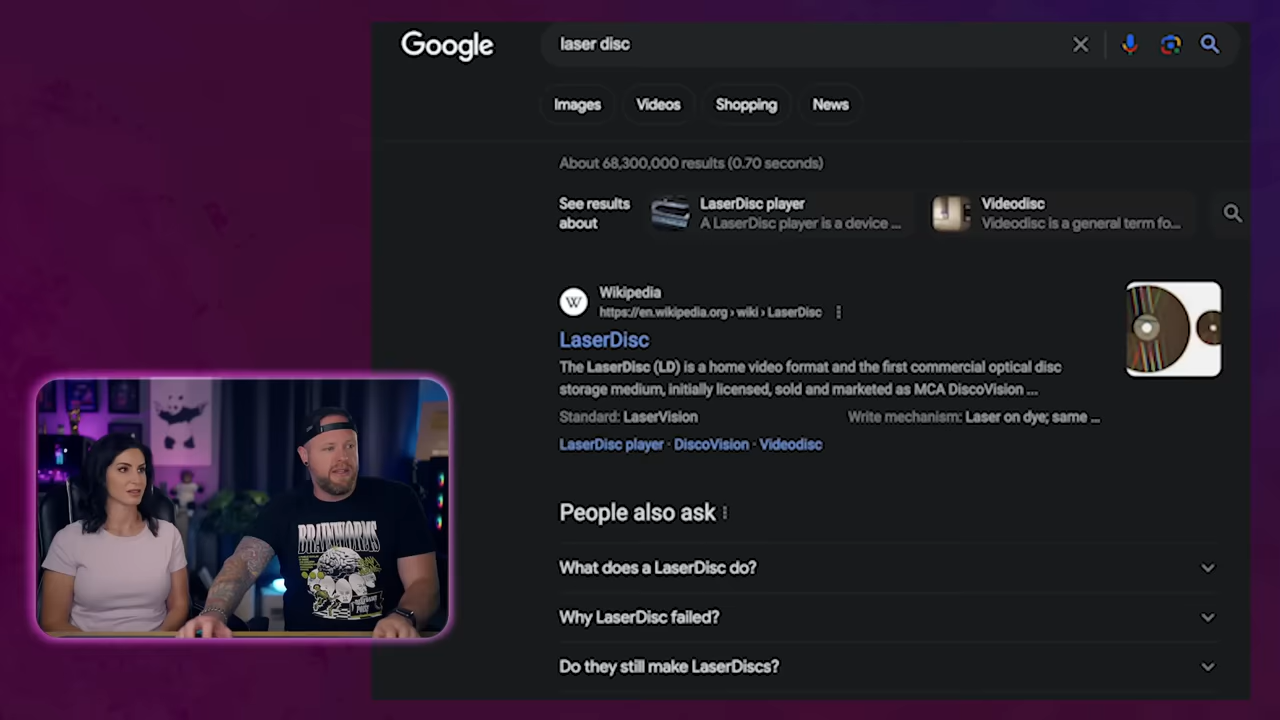 Google
laser disc
Images
Videos
Shopping
News
About 68,300,000 results (0.70 seconds)
See results
about
LaserDisc player
A LaserDisc player is a device ...
Videodisc
Videodisc is a general term fo...
W
Wikipedia
https://en.wikipedia.org › wiki › LaserDisc
LaserDisc
The LaserDisc (LD) is a home video format and the first commercial optical disc
storage medium, initially licensed, sold and marketed as MCA DiscoVision ...
Standard: LaserVision
Write mechanism: Laser on dye; same ...
LaserDisc player · DiscoVision · Videodisc
People also ask
What does a LaserDisc do?
Why LaserDisc failed?
Do they still make LaserDiscs?
BRAINWORMS